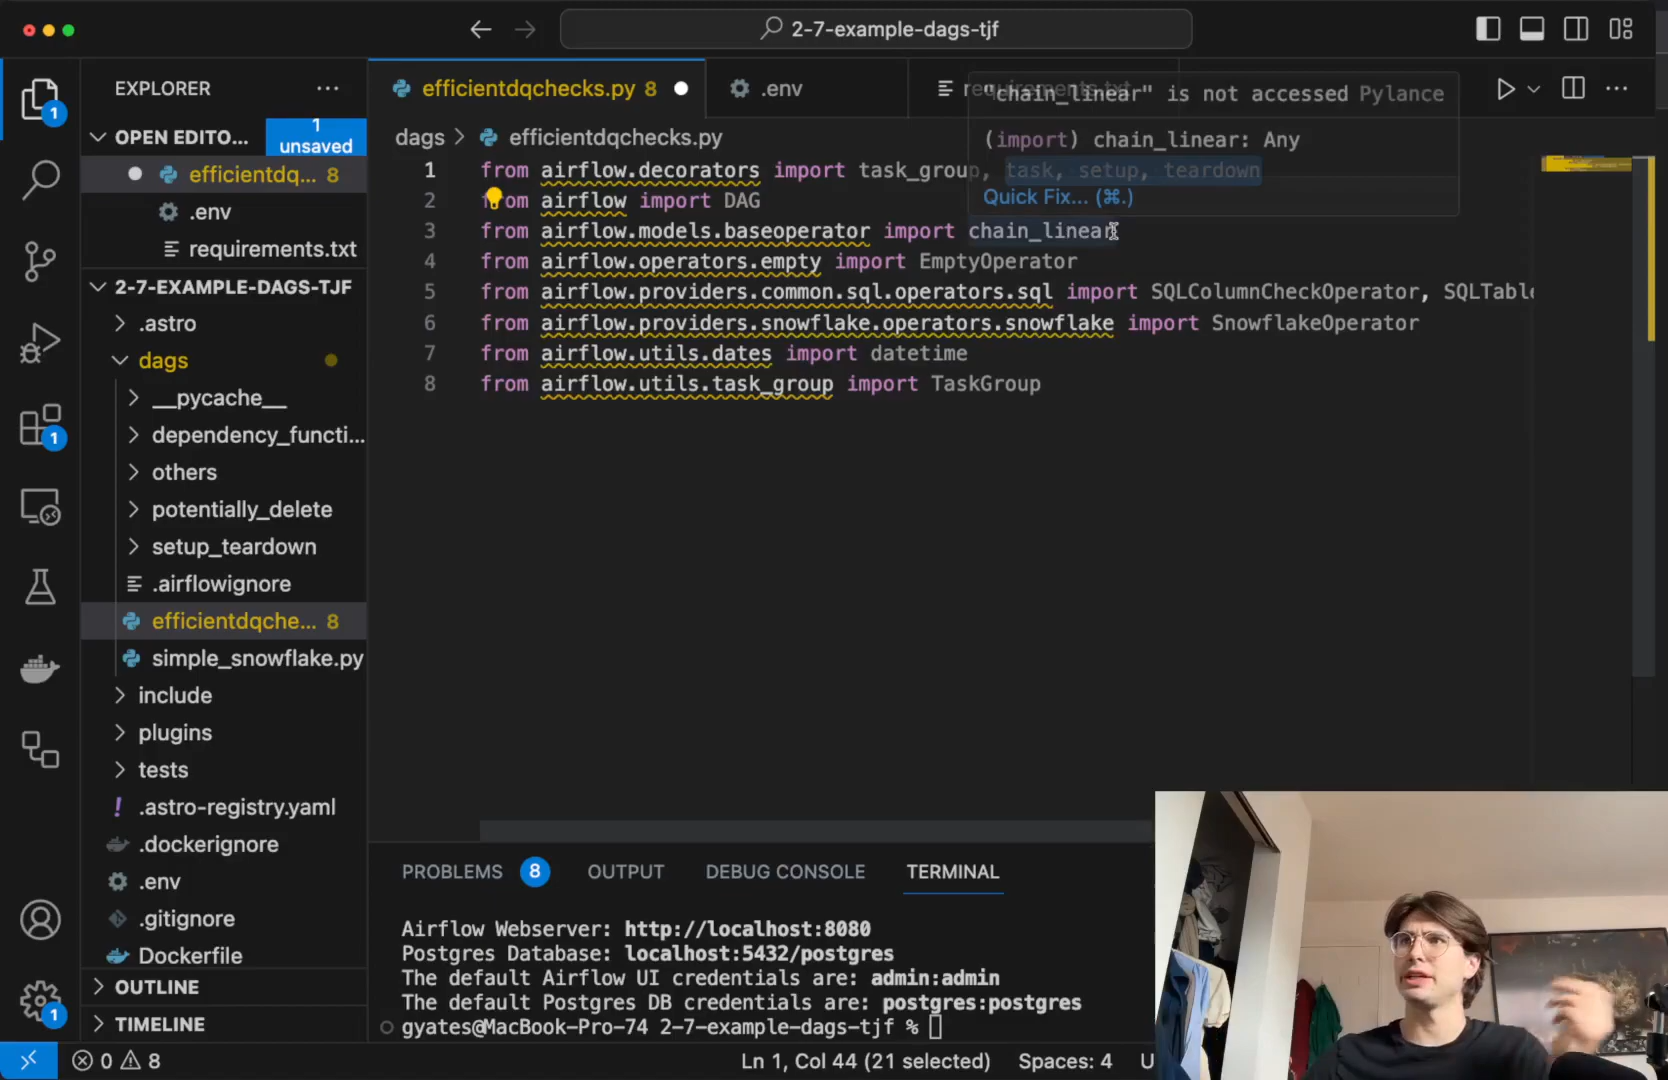 2-7-example-dags-tjf
EXPLORER
efficientdqchecks.py 8
.env
"chain_linear" is not accessed Pylance
OPEN EDITO...
1 unsaved
dags > efficientdqchecks.py
(import) chain_linear: Any
efficientdq... 8
.env
requirements.txt
Quick Fix... (⌘.)
1 from airflow.decorators import task_group, task, setup, teardown
2 from airflow import DAG
3 from airflow.models.baseoperator import chain_linear
4 from airflow.operators.empty import EmptyOperator
5 from airflow.providers.common.sql.operators.sql import SQLColumnCheckOperator, SQLTable
6 from airflow.providers.snowflake.operators.snowflake import SnowflakeOperator
7 from airflow.utils.dates import datetime
8 from airflow.utils.task_group import TaskGroup
2-7-EXAMPLE-DAGS-TJF
.astro
dags
__pycache__
dependency_functi...
others
potentially_delete
setup_teardown
.airflowignore
efficientdqche... 8
simple_snowflake.py
include
plugins
tests
.astro-registry.yaml
.dockerignore
.env
.gitignore
Dockerfile
OUTLINE
TIMELINE
1
1
1
PROBLEMS 8 OUTPUT DEBUG CONSOLE TERMINAL
Airflow Webserver: http://localhost:8080
Postgres Database: localhost:5432/postgres
The default Airflow UI credentials are: admin:admin
The default Postgres DB credentials are: postgres:postgres
gyates@MacBook-Pro-74 2-7-example-dags-tjf %
0 8
Ln 1, Col 44 (21 selected) Spaces: 4 U